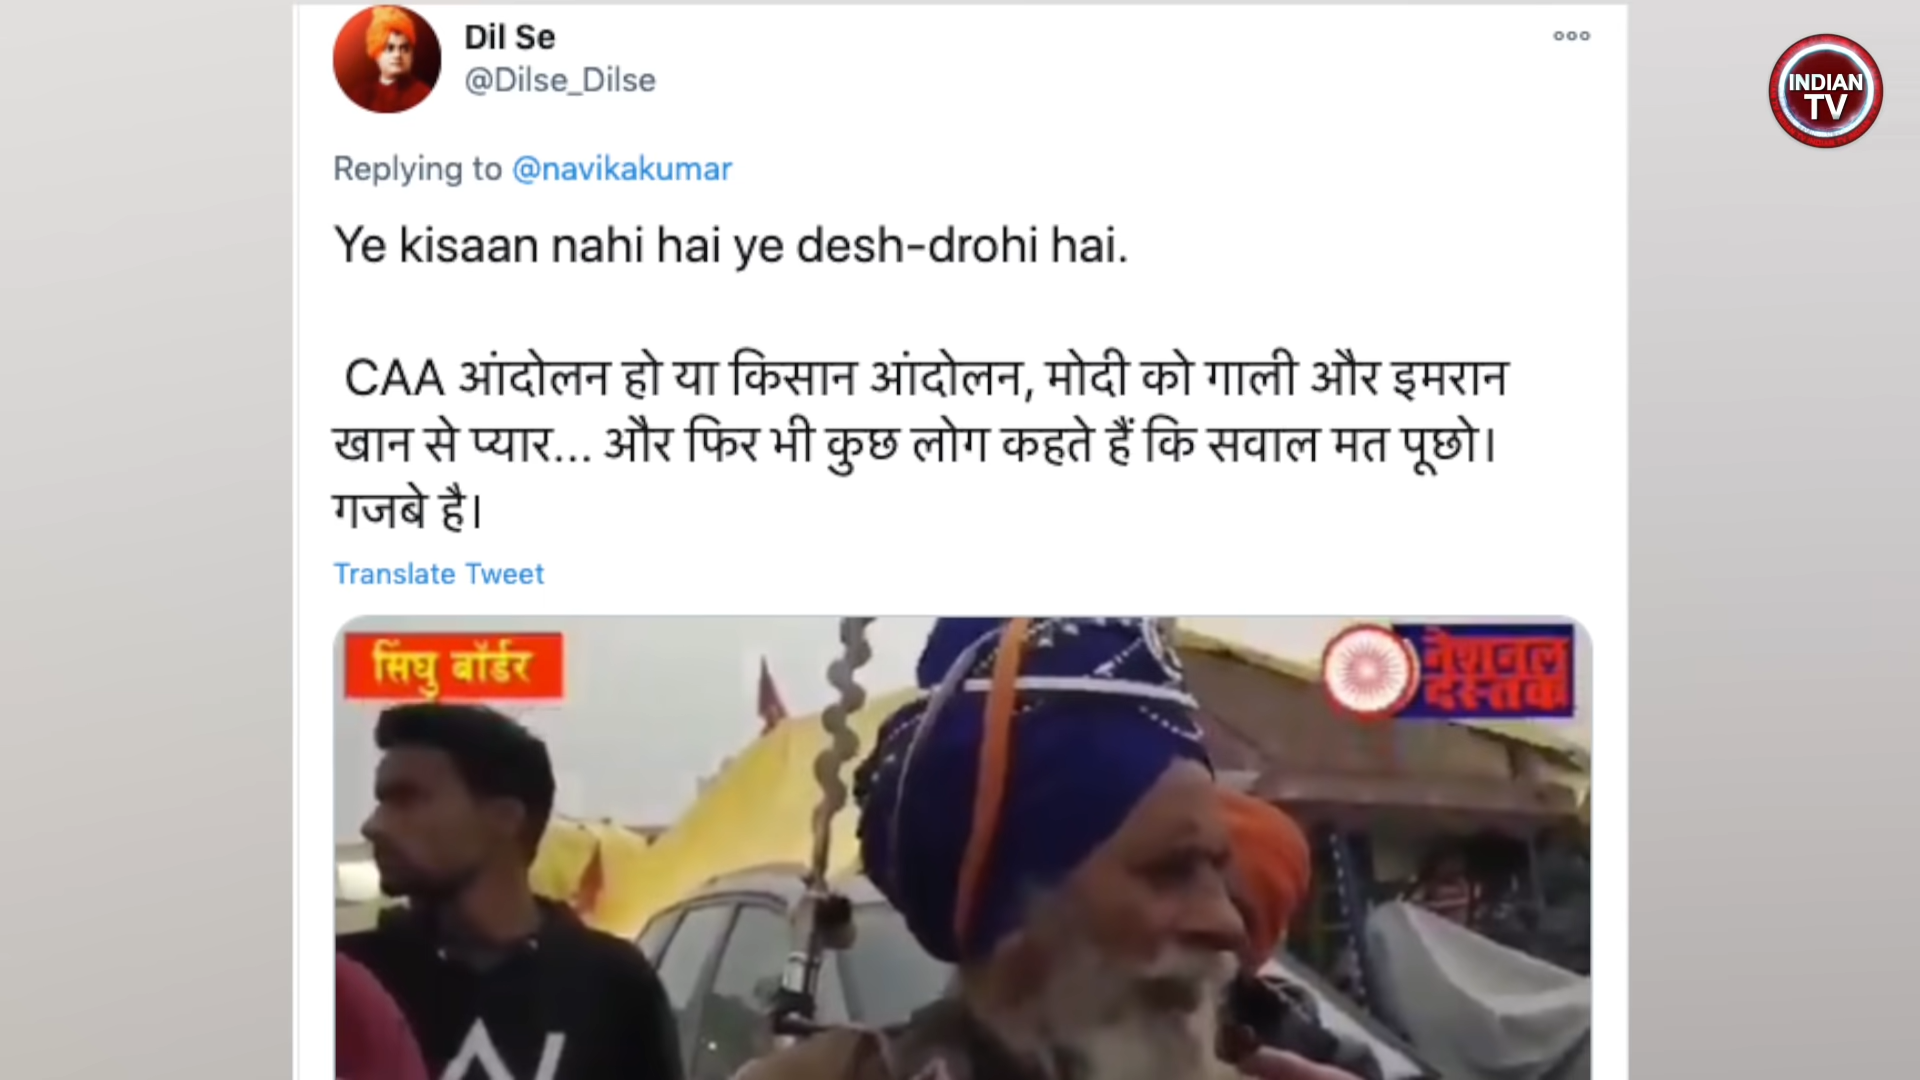 Dil Se
@Dilse_Dilse
INDIAN
TV
Replying to @navikakumar
Ye kisaan nahi hai ye desh-drohi hai.
CAA आंदोलन हो या किसान आंदोलन, मोदी को गाली और इमरान
खान से प्यार... और फिर भी कुछ लोग कहते हैं कि सवाल मत पूछो।
गजबे है।
Translate Tweet
सिंघु बॉर्डर
नेशनल
दस्तक